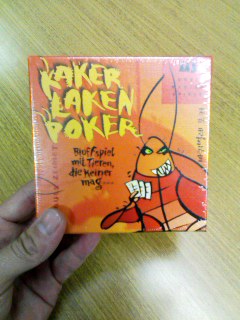 KAKER
LAKEN
POKER
Bluffspiel
mit Tieren,
die keiner
mag....